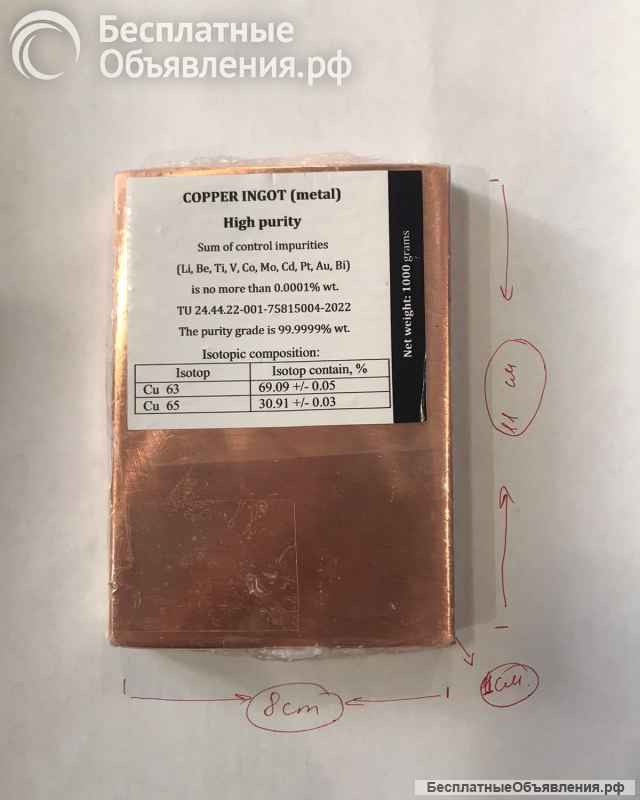 Бесплатные
Объявления.рф
COPPER INGOT (metal)
High purity
Sum of control impurities
(Li, Be, Ti, V, Co, Mo, Cd, Pt, Au, Bi)
is no more than 0.0001% wt.
TU 24.44.22-001-75815004-2022
The purity grade is 99.9999% wt.
Isotopic composition:
Isotop Isotop contain, %
Cu 63 69.09 +/- 0.05
Cu 65 30.91 +/- 0.03
Net weight: 1000 grams
11 см
1см.
8cm
БесплатныеОбъявления.рф